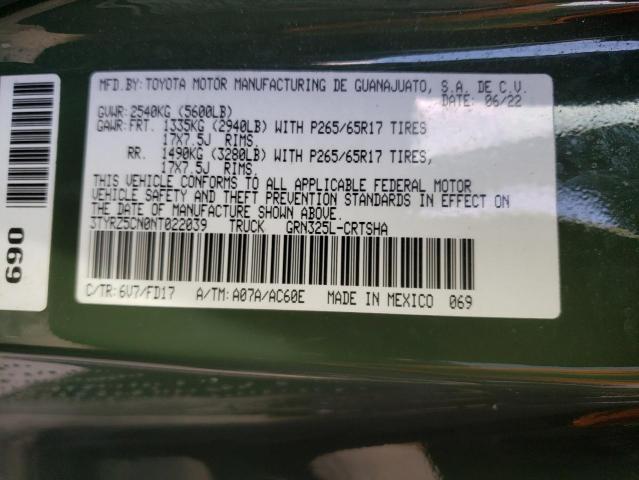 MFD.BY:TOYOTA MOTOR MANUFACTURING DE GUANAJUATO, S.A. DE C.V.
DATE: 06/22
GVWR:2540KG (5600LB)
GAWR:FRT. 1335KG (2940LB) WITH P265/65R17 TIRES
17X7.5J RIMS.
RR. 1490KG (3280LB) WITH P265/65R17 TIRES,
17X7.5J RIMS.
THIS VEHICLE CONFORMS TO ALL APPLICABLE FEDERAL MOTOR
VEHICLE SAFETY AND THEFT PREVENTION STANDARDS IN EFFECT ON
THE DATE OF MANUFACTURE SHOWN ABOVE.
3TYRZ5CN0NT022039 TRUCK GRN325L-CRTSHA
C/TR:6V7/FD17 A/TM:A07A/AC60E MADE IN MEXICO 069
069